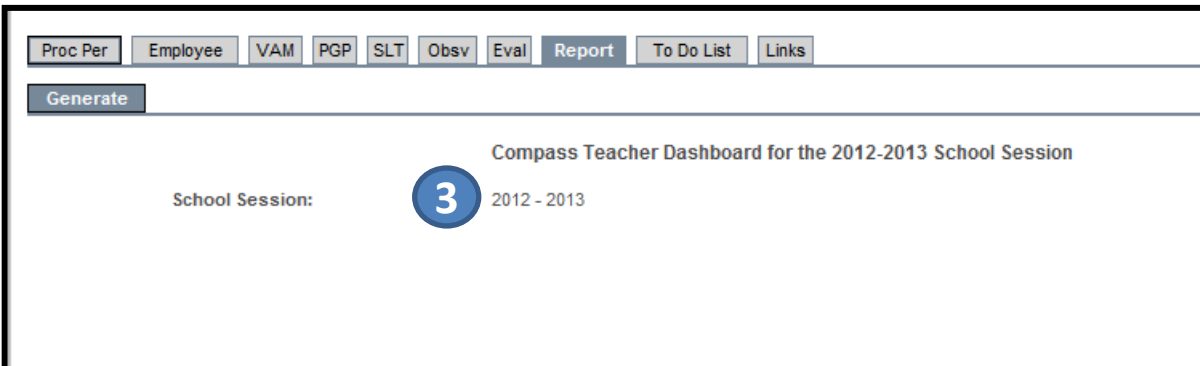 Proc Per Employee VAM PGP SLT Obsv Eval Report To Do List Links
Generate
Compass Teacher Dashboard for the 2012-2013 School Session
School Session: 3 2012 - 2013